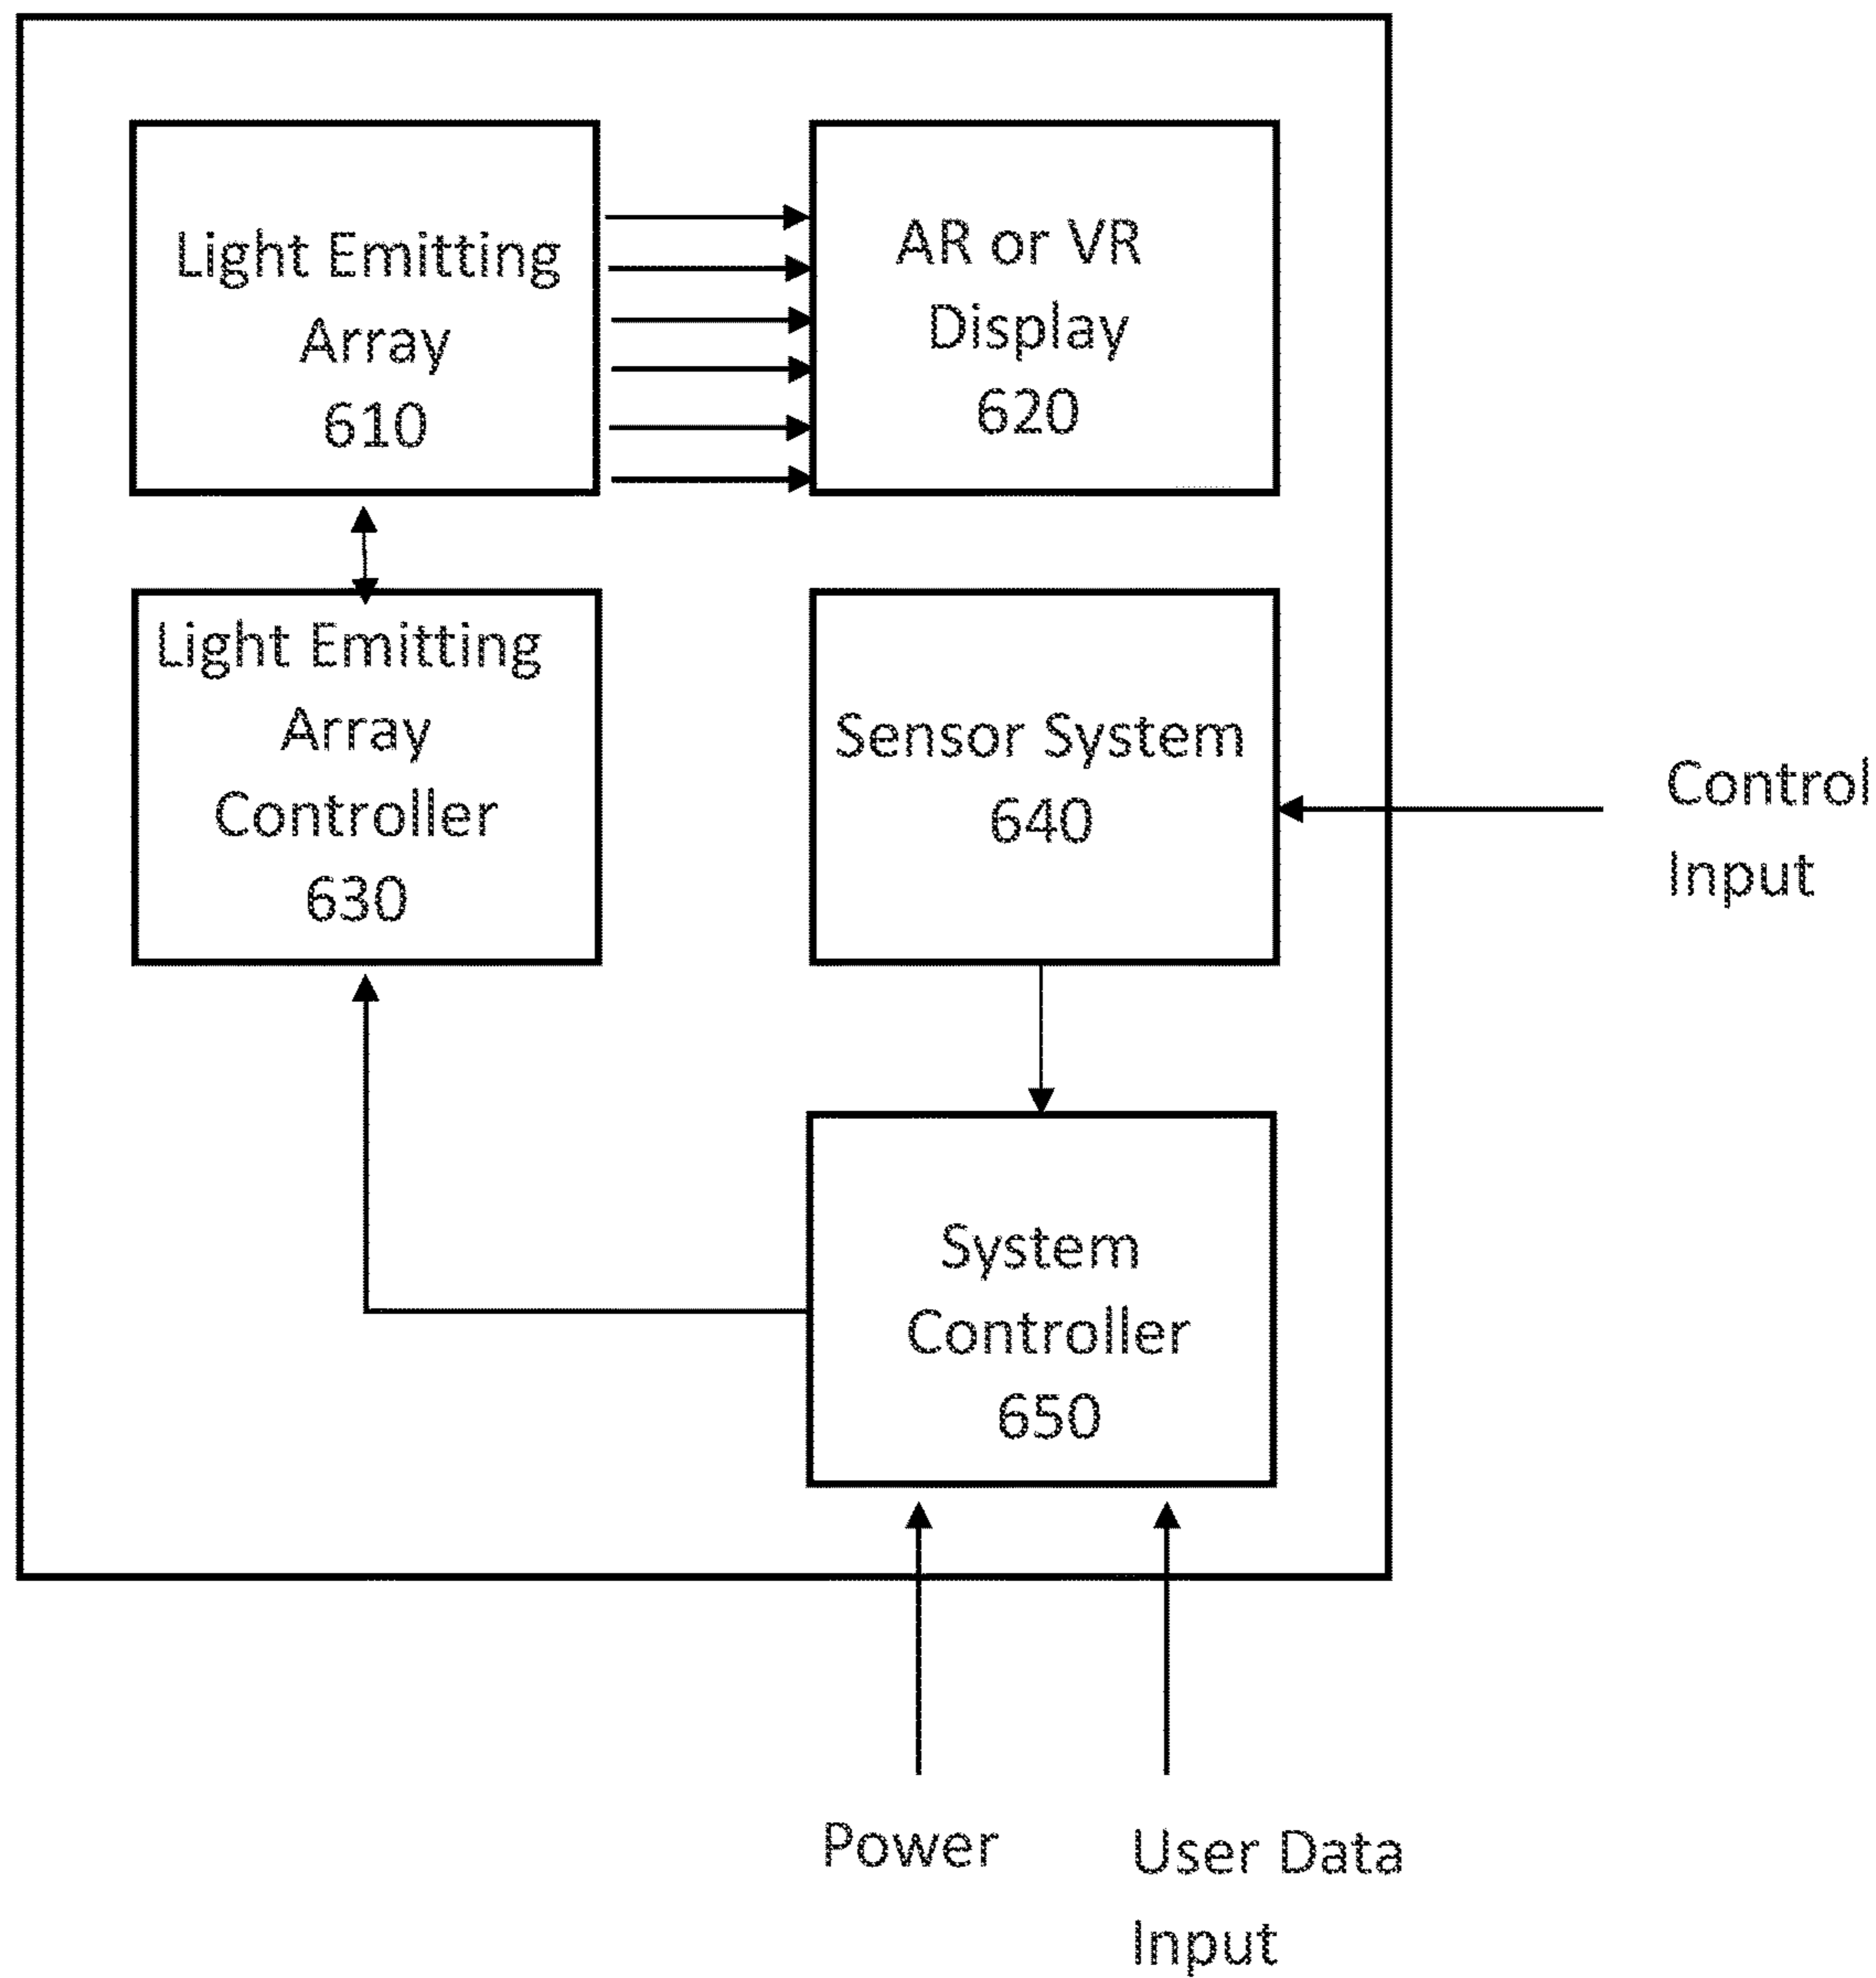 Light Emitting
Array
610
AR or VR
Display
620
Light Emitting
Array
Controller
630
Sensor System
640
Control
Input
System
Controller
650
Power
User Data
Input